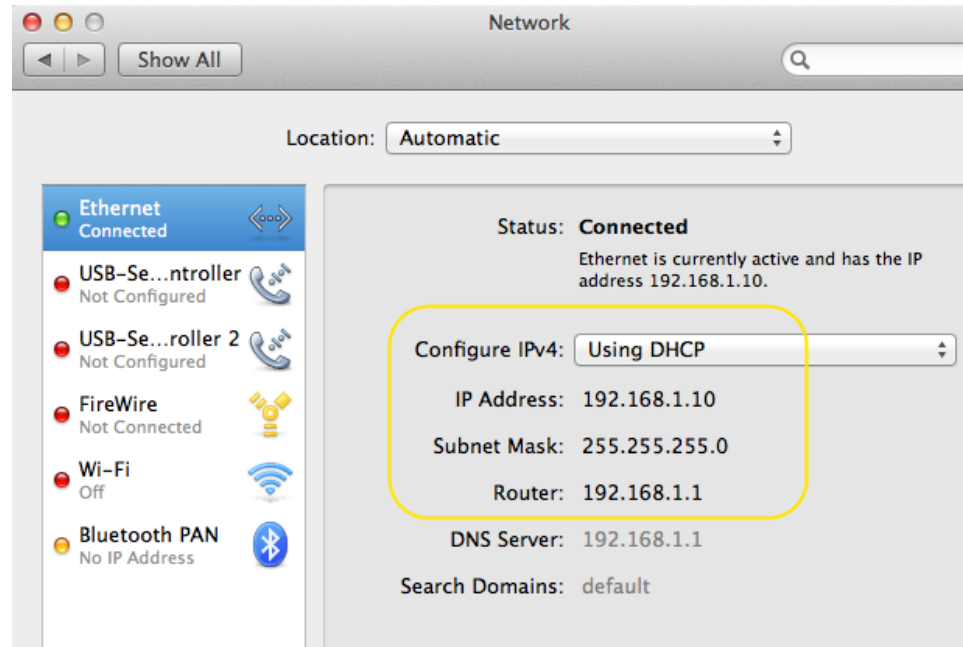 Network
Show All
Location: Automatic
Ethernet
Connected
USB-Se...ntroller
Not Configured
USB-Se...roller 2
Not Configured
FireWire
Not Connected
Wi-Fi
Off
Bluetooth PAN
No IP Address
Status: Connected
Ethernet is currently active and has the IP
address 192.168.1.10.
Configure IPv4: Using DHCP
IP Address: 192.168.1.10
Subnet Mask: 255.255.255.0
Router: 192.168.1.1
DNS Server: 192.168.1.1
Search Domains: default